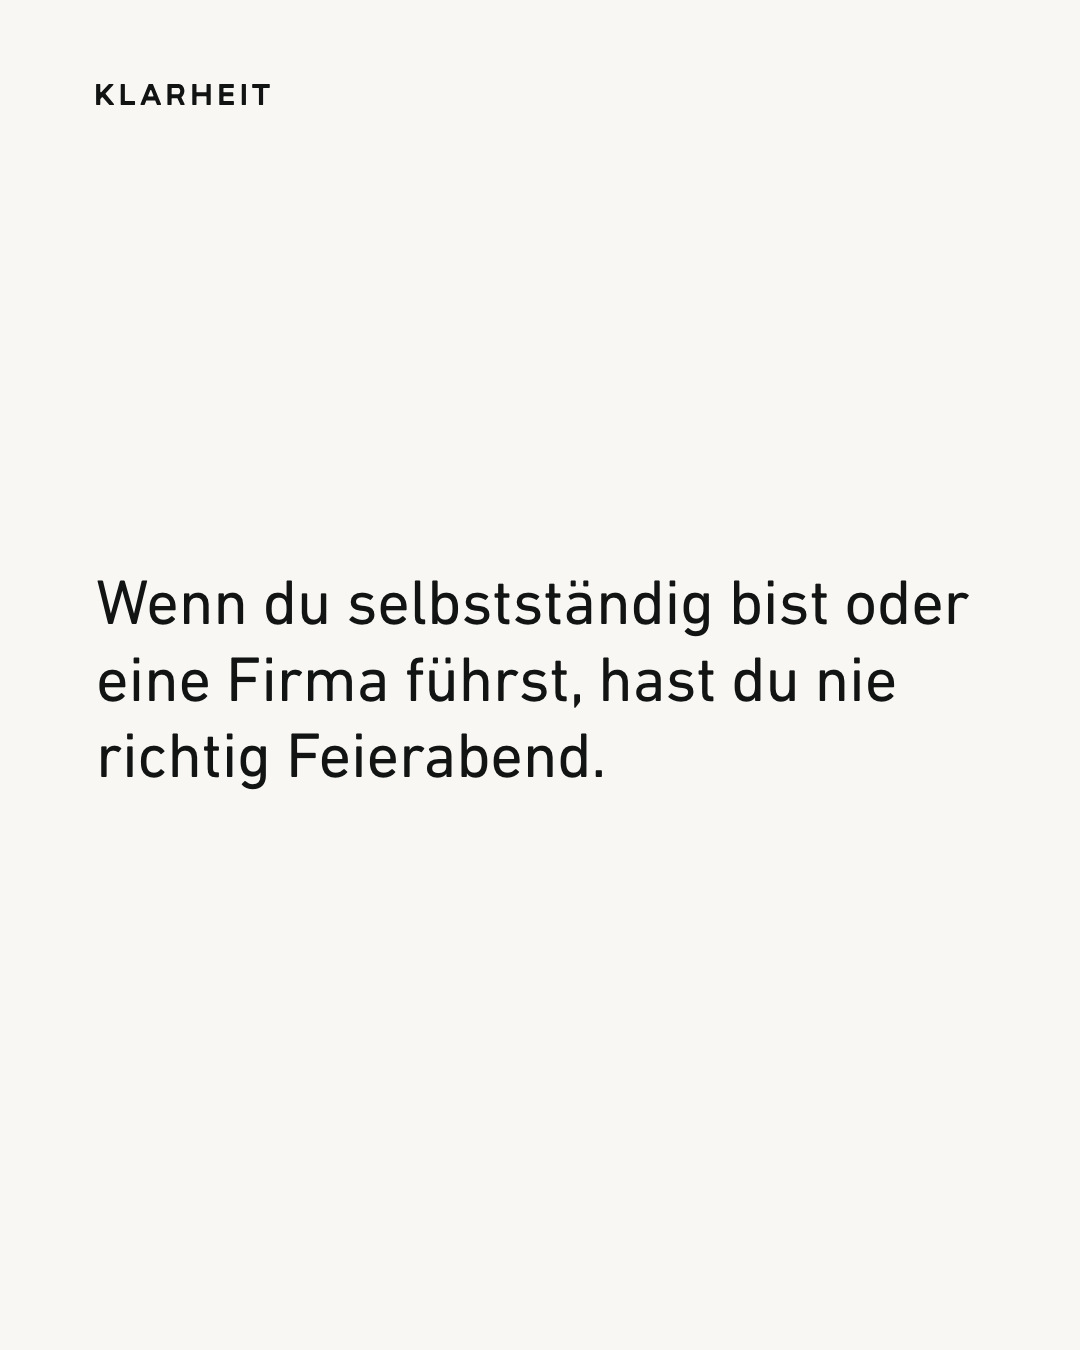 KLARHEIT
Wenn du selbstständig bist oder
eine Firma führst, hast du nie
richtig Feierabend.